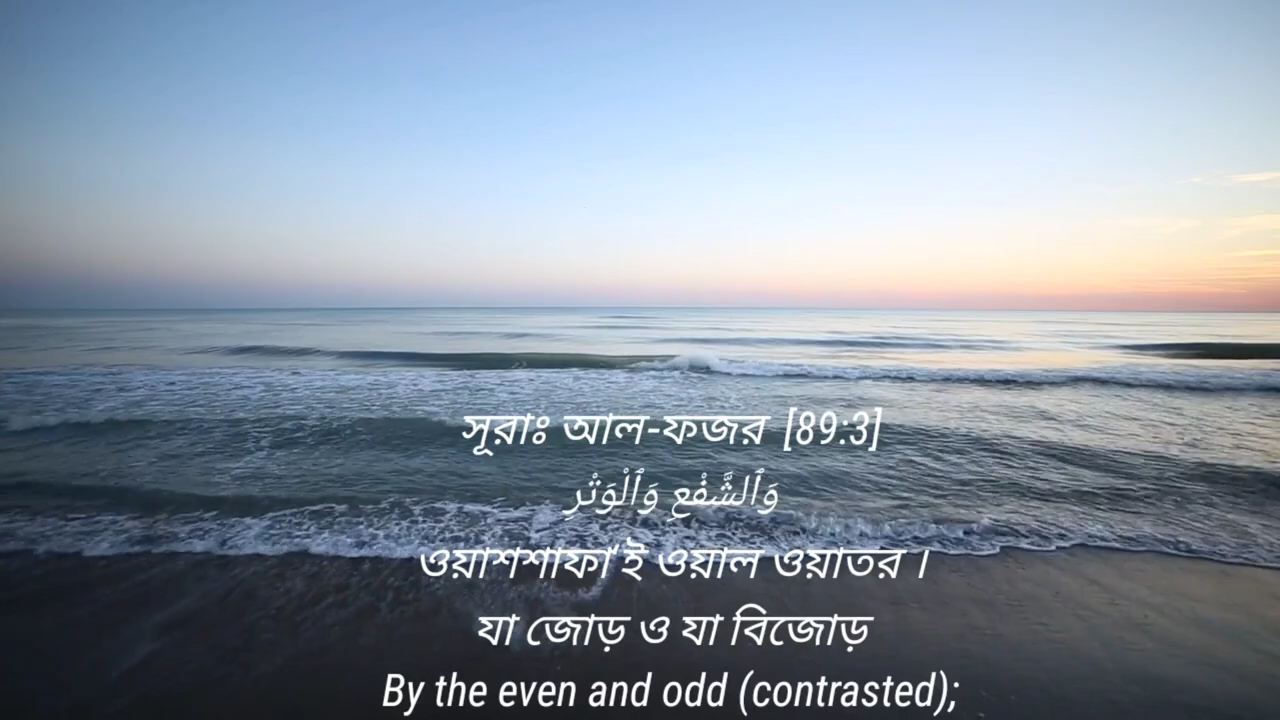 সূরাঃ আল-ফজর [89:3]
وَٱلشَّفْعِ وَٱلْوَتْرِ
ওয়াশশাফা‘ই ওয়াল ওয়াতর ।
যা জোড় ও যা বিজোড়
By the even and odd (contrasted);